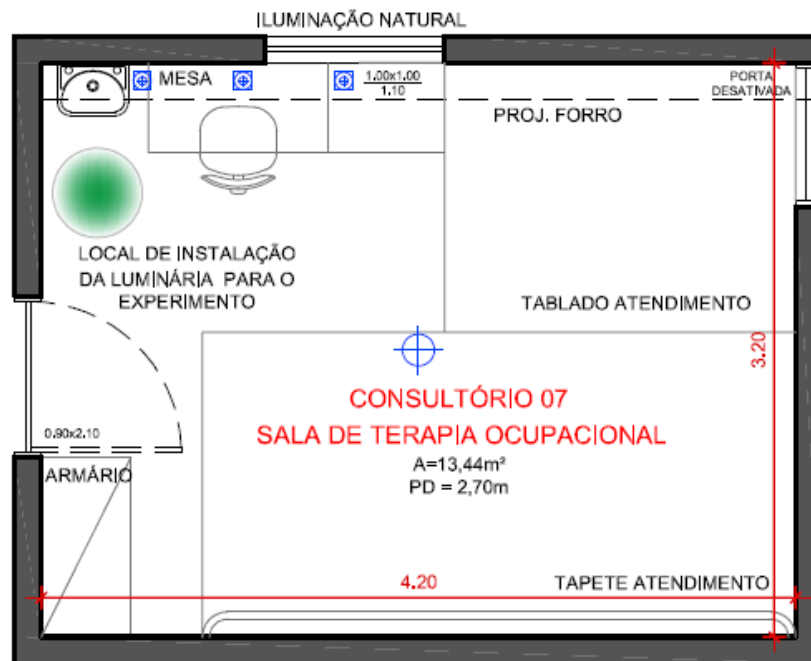 ILUMINAÇÃO NATURAL
MESA
1.00x1.00
1.10
PORTA
DESATIVADA
PROJ. FORRO
LOCAL DE INSTALAÇÃO
DA LUMINÁRIA PARA O
EXPERIMENTO
TABLADO ATENDIMENTO
3.20
CONSULTÓRIO 07
SALA DE TERAPIA OCUPACIONAL
A=13,44m²
PD = 2,70m
0.90x2.10
ARMÁRIO
4.20
TAPETE ATENDIMENTO